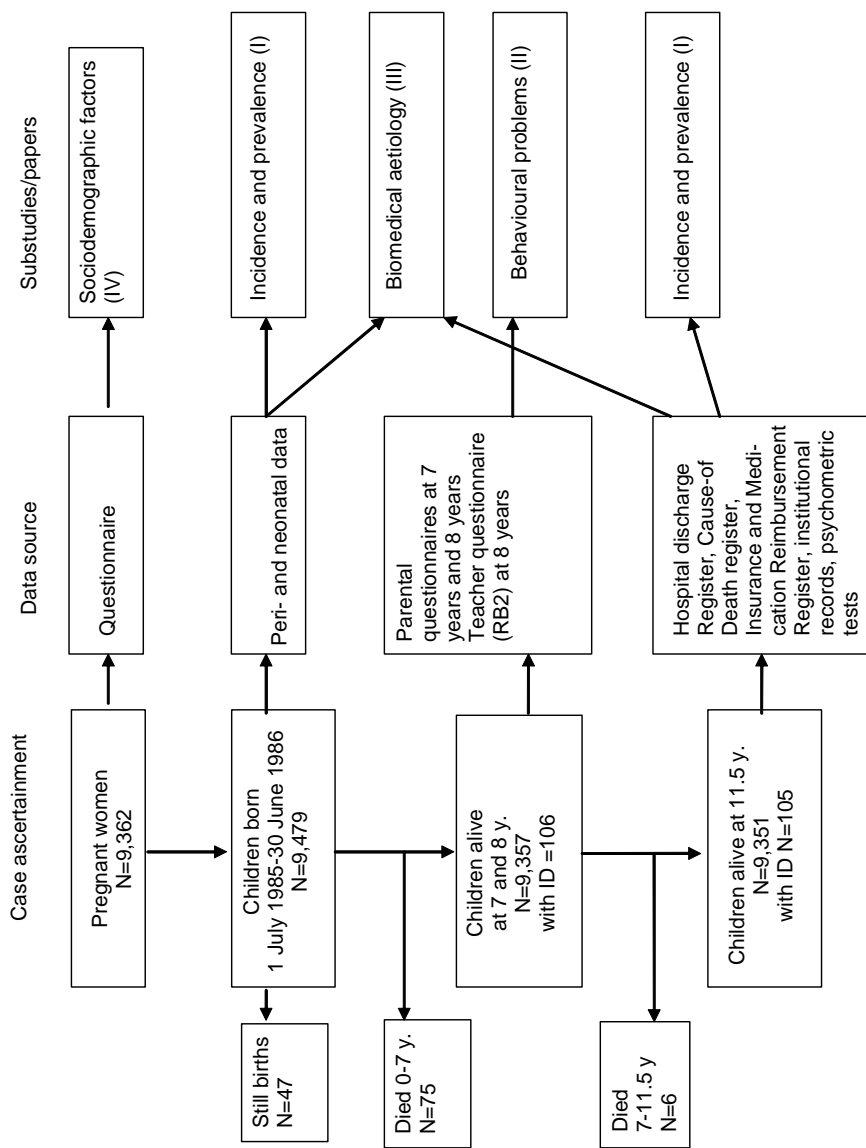 Case ascertainment
Data source
Substudies/papers
Pregnant women
N=9,362
Questionnaire
Sociodemographic factors
(IV)
Still births
N=47
Children born
1 July 1985-30 June 1986
N=9,479
Peri- and neonatal data
Incidence and prevalence (I)
Biomedical aetiology (III)
Died 0-7 y.
N=75
Children alive
at 7 and 8 y.
N=9,357
with ID =106
Parental
questionnaires at 7
years and 8 years
Teacher questionnaire
(RB2) at 8 years
Behavioural problems (II)
Died
7-11.5 y
N=6
Children alive at 11.5 y.
N=9,351
with ID N=105
Hospital discharge
Register, Cause-of
Death register,
Insurance and Medi-
cation Reimbursement
Register, institutional
records, psychometric
tests
Incidence and prevalence (I)